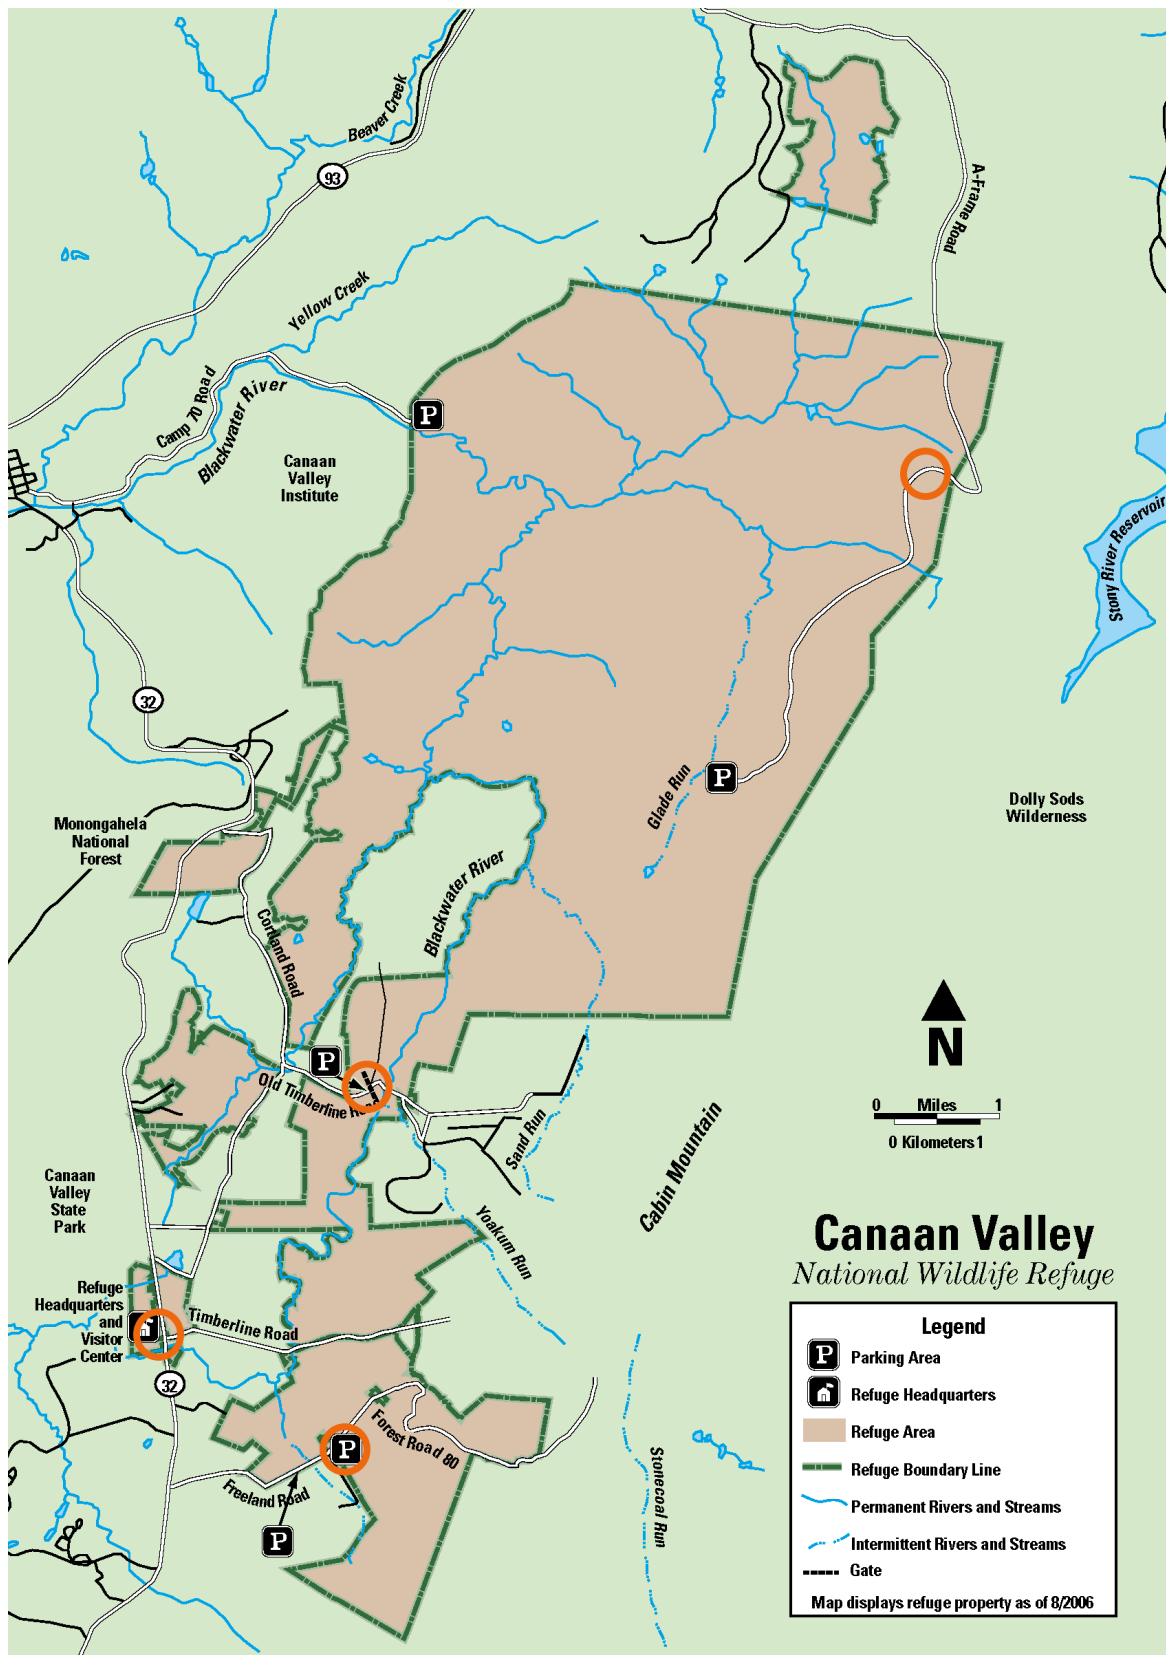 Beaver Creek
93
A-Frame Road
Yellow Creek
Camp 70 Road
Blackwater River
P
Canaan
Valley
Institute
Stony River Reservoir
32
Glade Run
P
Dolly Sods
Wilderness
Monongahela
National
Forest
Blackwater River
Cortland Road
N
P
Old Timberline Road
0 Miles 1
0 Kilometers 1
Sand Run
Cabin Mountain
Canaan
Valley
State
Park
Yoakum Run
Canaan Valley
National Wildlife Refuge
Refuge
Headquarters
and
Visitor
Center
Timberline Road
32
Forest Road 80
P
Freeland Road
P
Stonecoal Run
Legend
P Parking Area
Refuge Headquarters
Refuge Area
Refuge Boundary Line
Permanent Rivers and Streams
Intermittent Rivers and Streams
Gate
Map displays refuge property as of 8/2006